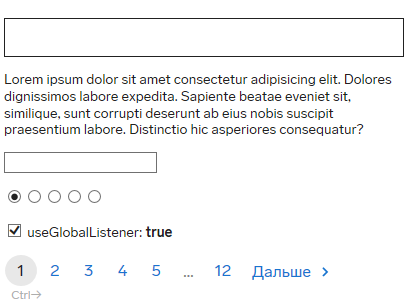 Lorem ipsum dolor sit amet consectetur adipisicing elit. Dolores
dignissimos labore expedita. Sapiente beatae eveniet sit,
similique, sunt corrupti deserunt ab eius nobis suscipit
praesentium labore. Distinctio hic asperiores consequatur?
useGlobalListener: true
1 2 3 4 5 ... 12 Дальше >
Ctrl→